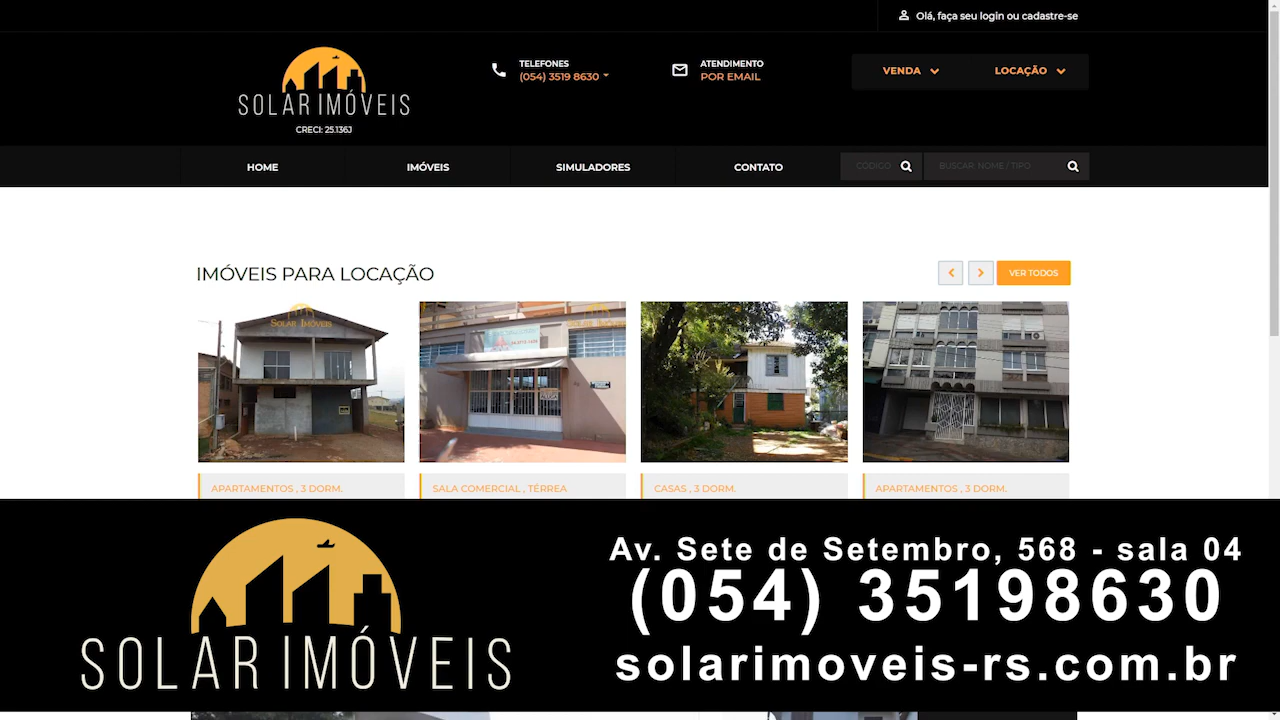 Olá, faça seu login ou cadastre-se
SOLAR IMÓVEIS
CRECI: 25.136J
TELEFONES
(054) 3519 8630
ATENDIMENTO
POR EMAIL
VENDA
LOCAÇÃO
HOME
IMÓVEIS
SIMULADORES
CONTATO
CÓDIGO
BUSCAR: NOME / TIPO
IMÓVEIS PARA LOCAÇÃO
VER TODOS
SOLAR IMÓVEIS
APARTAMENTOS , 3 DORM.
SALA COMERCIAL , TÉRREA
CASAS , 3 DORM.
APARTAMENTOS , 3 DORM.
SOLAR IMÓVEIS
Av. Sete de Setembro, 568 - sala 04
(054) 35198630
solarimoveis-rs.com.br